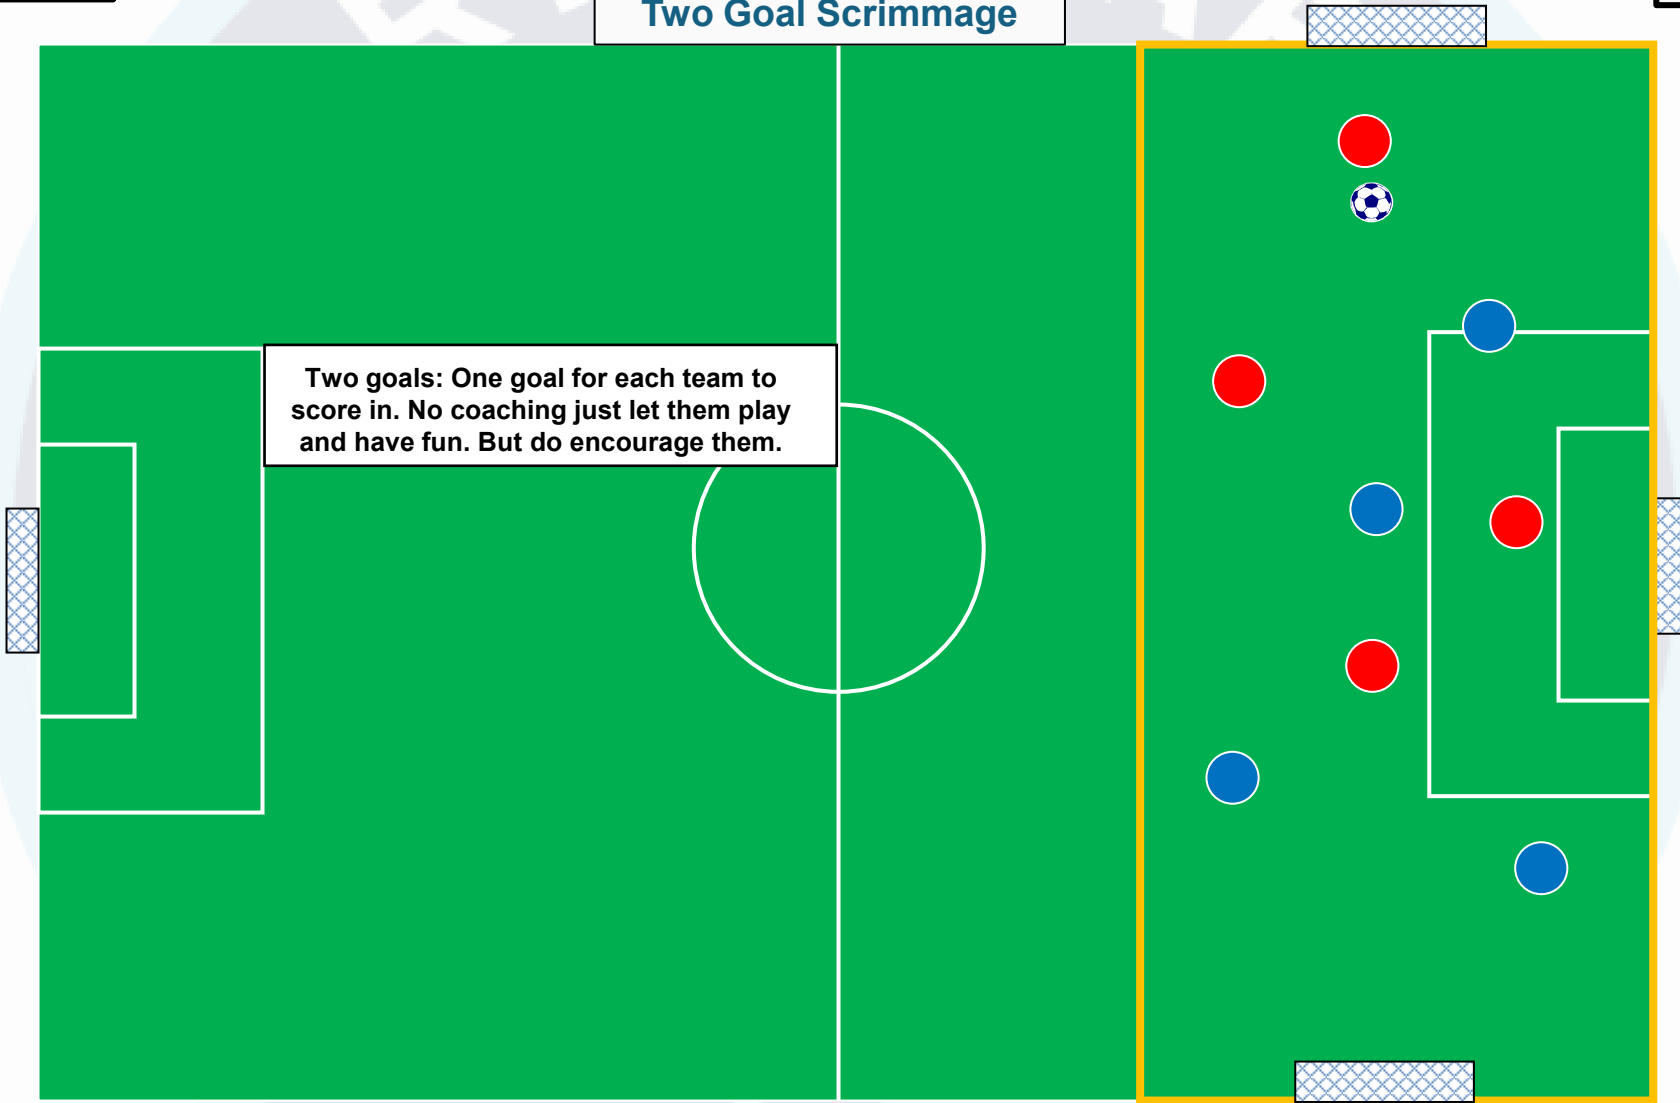 Two Goal Scrimmage
Two goals: One goal for each team to
score in. No coaching just let them play
and have fun. But do encourage them.